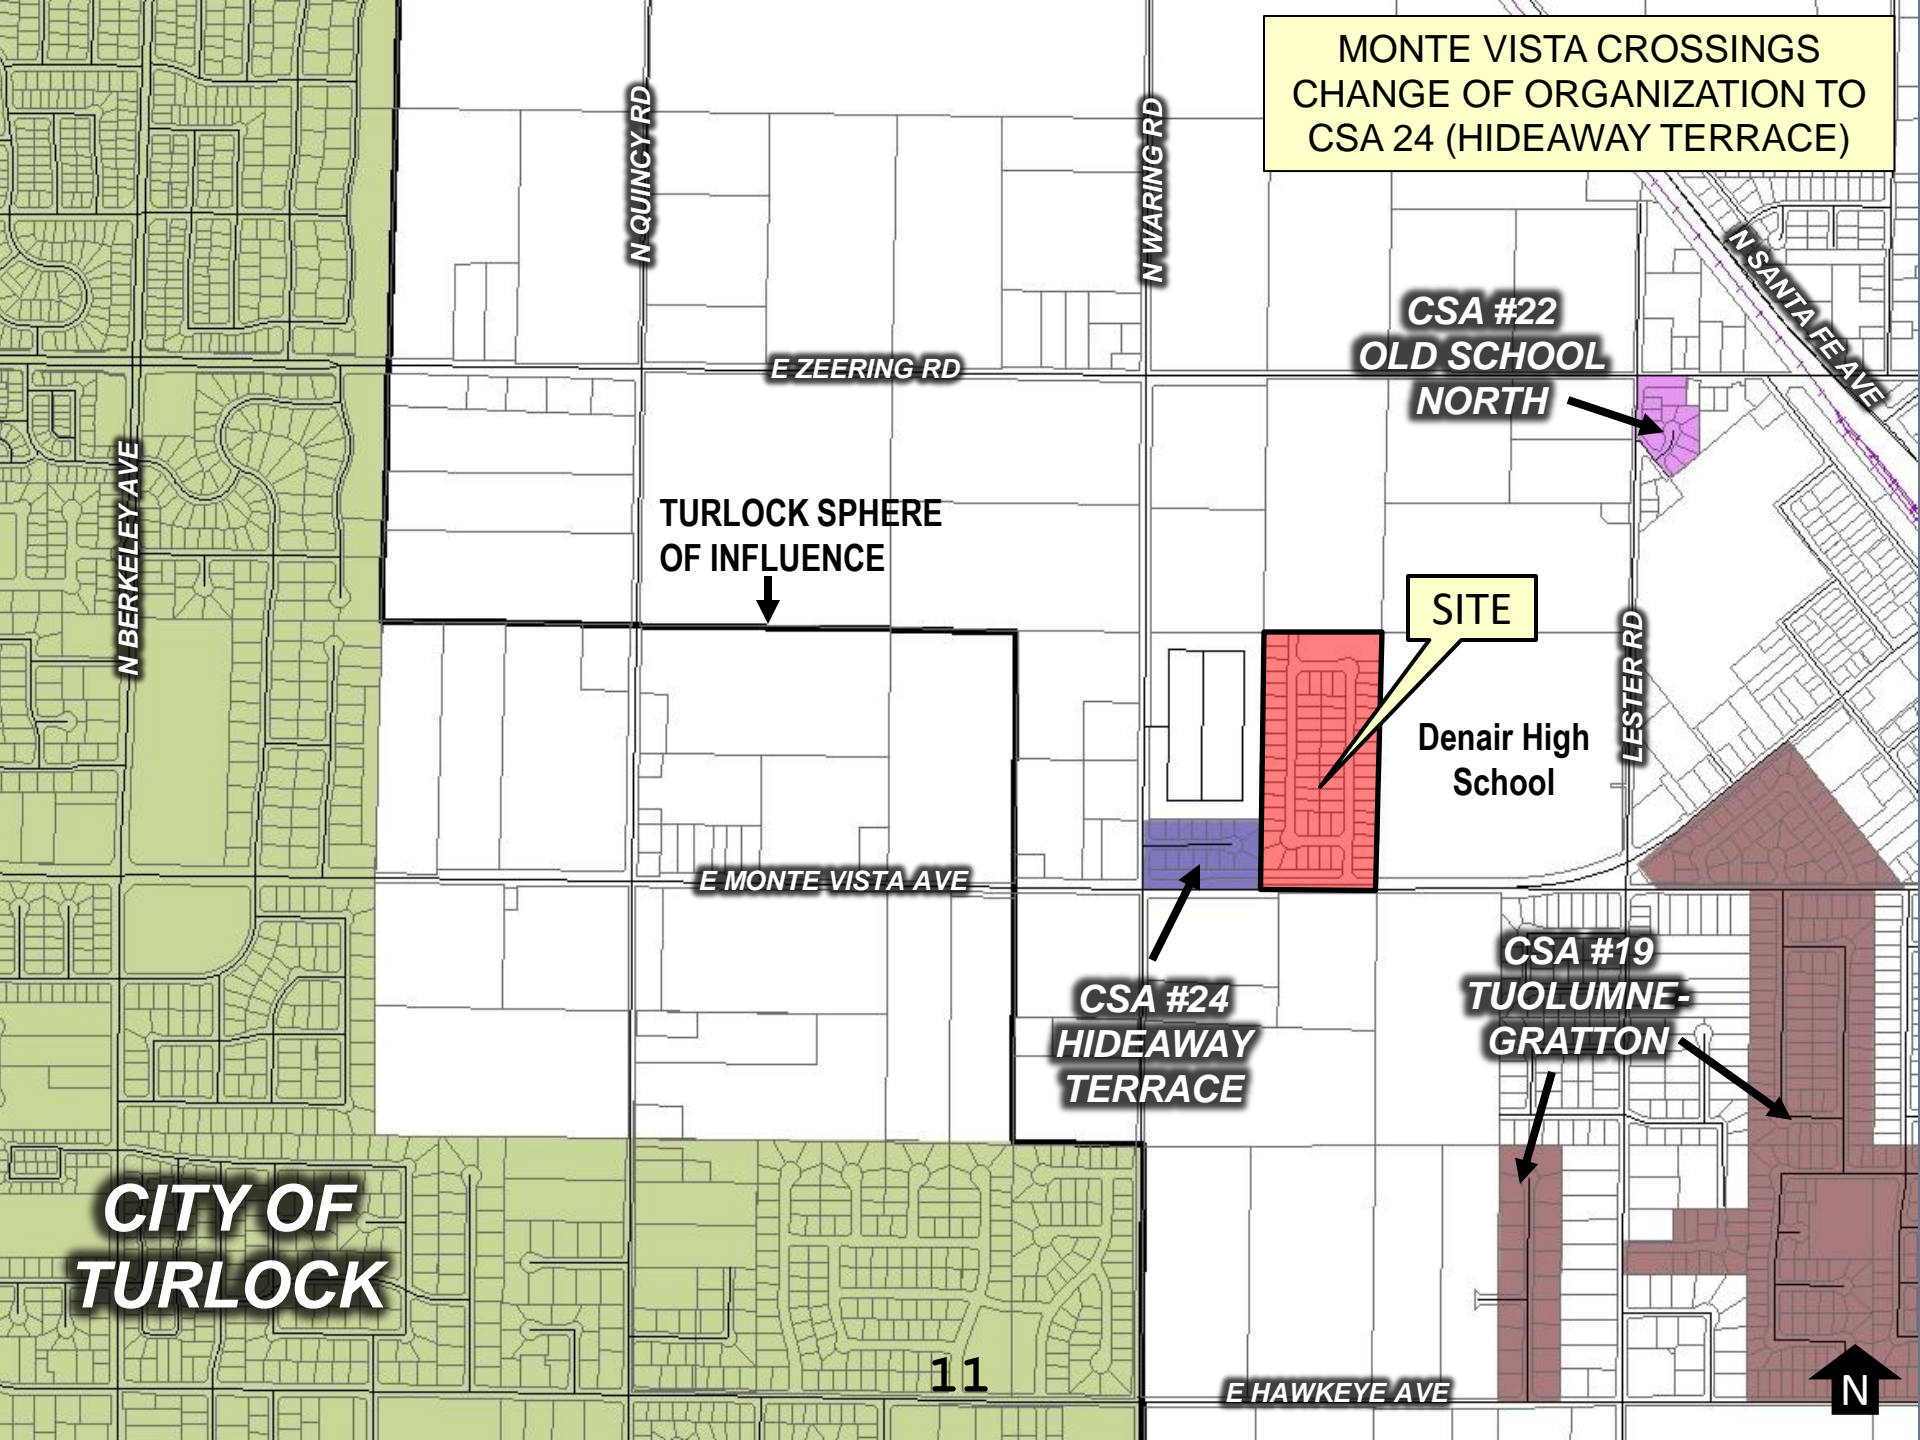 MONTE VISTA CROSSINGS
CHANGE OF ORGANIZATION TO
CSA 24 (HIDEAWAY TERRACE)
N QUINCY RD
N WARING RD
N SANTA FE AVE
CSA #22
OLD SCHOOL
NORTH
E ZEERING RD
N BERKELEY AVE
TURLOCK SPHERE
OF INFLUENCE
SITE
LESTER RD
Denair High
School
E MONTE VISTA AVE
CSA #24
HIDEAWAY
TERRACE
CSA #19
TUOLUMNE-
GRATTON
CITY OF
TURLOCK
11
E HAWKEYE AVE
N